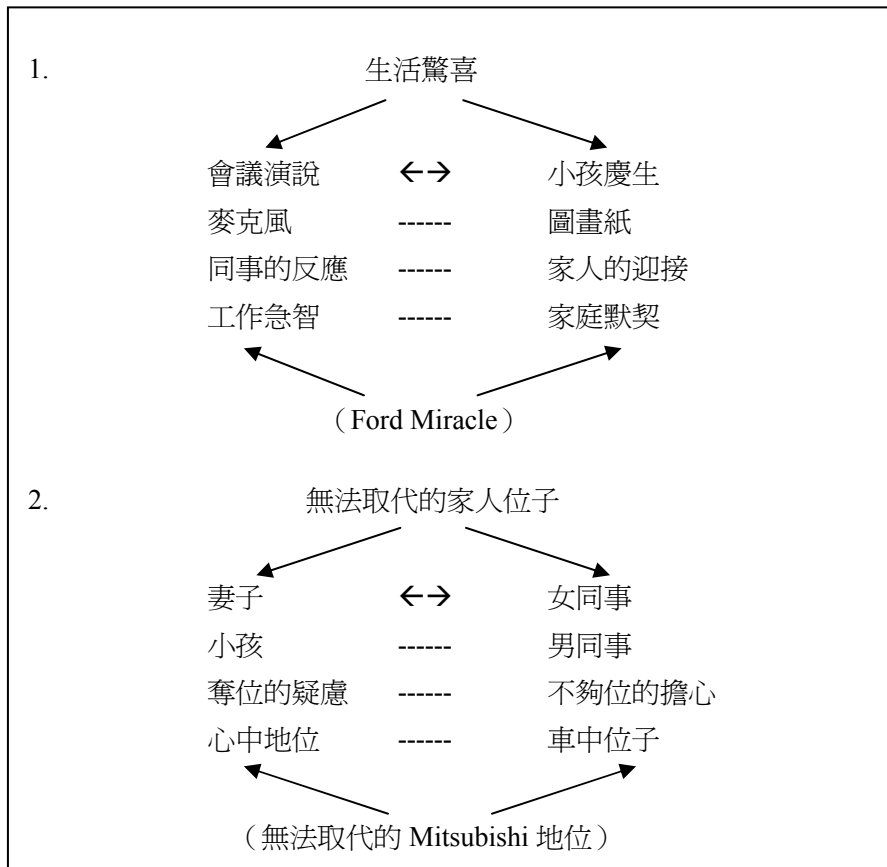 1. 生活驚喜
會議演說 ←→ 小孩慶生
麥克風 ------ 圖畫紙
同事的反應 ------ 家人的迎接
工作急智 ------ 家庭默契
（Ford Miracle）
2. 無法取代的家人位子
妻子 ←→ 女同事
小孩 ------ 男同事
奪位的疑慮 ------ 不夠位的擔心
心中地位 ------ 車中位子
（無法取代的 Mitsubishi 地位）